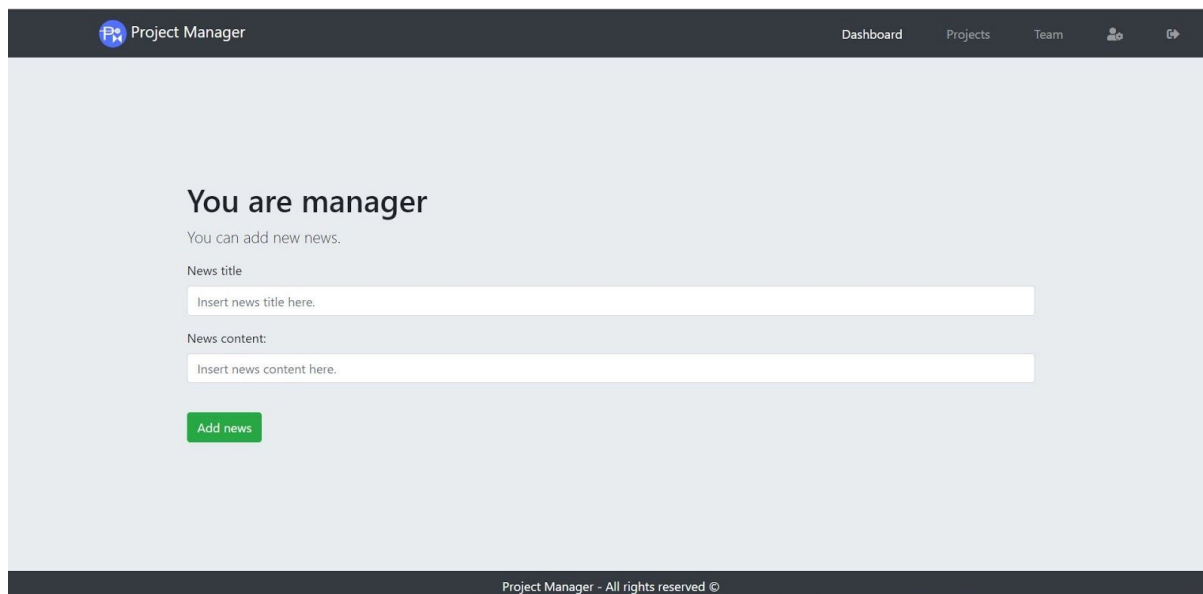 Project Manager
Dashboard Projects Team
You are manager
You can add new news.
News title
Insert news title here.
News content:
Insert news content here.
Add news
Project Manager - All rights reserved ©